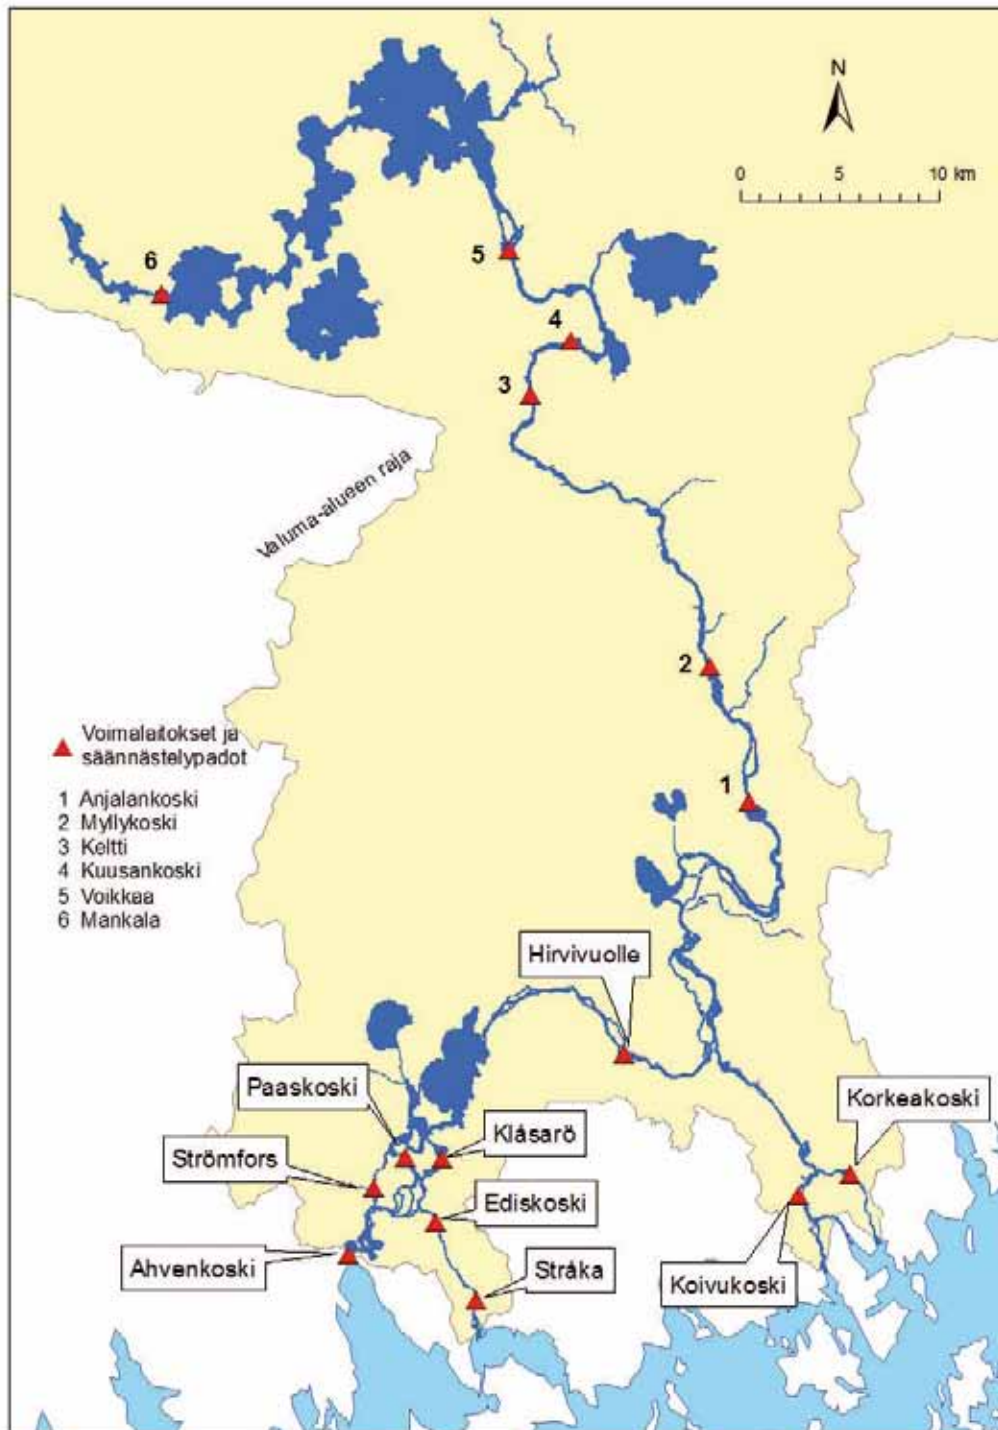 N
0 5 10 km
5
6
4
3
Valuma-alueen raja
2
Voimalaitokset ja
säännöstelypadot
1
1 Anjalankoski
2 Myllykoski
3 Keltti
4 Kuusankoski
5 Voikkaa
6 Mankala
Hirvivuolle
Paaskoski
Korkeakoski
Klåsarö
Strömfors
Ediskoski
Ahvenkoski
Stråka
Koivukoski